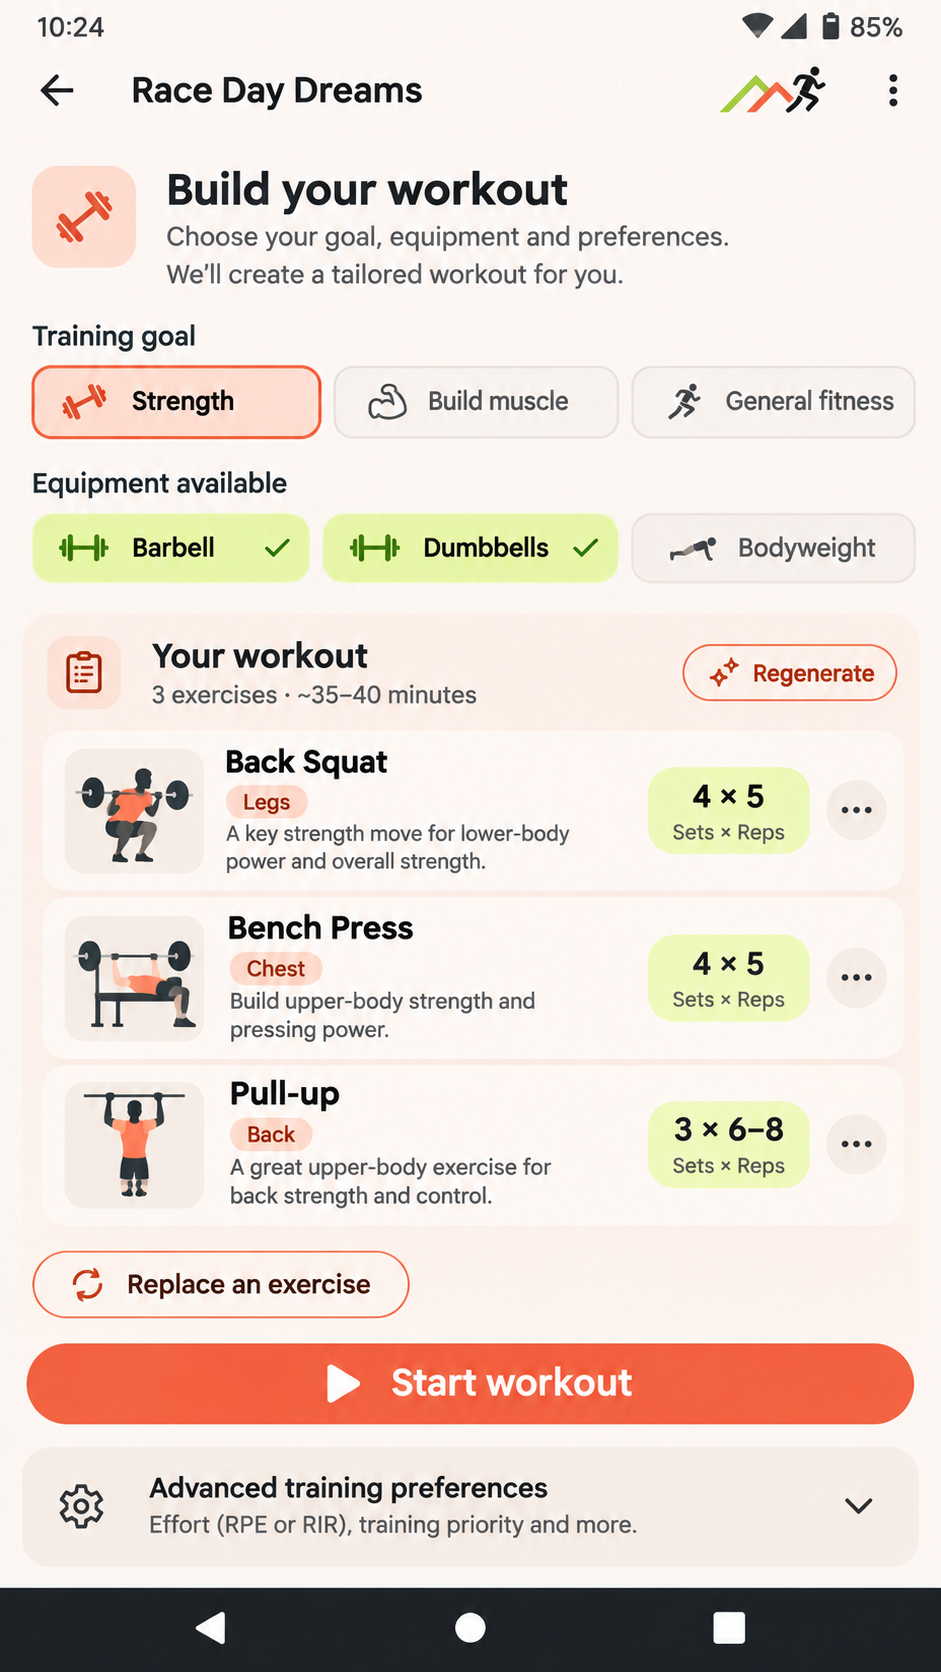 10:24
85%
Race Day Dreams
Build your workout
Choose your goal, equipment and preferences.
We'll create a tailored workout for you.
Training goal
Strength
Build muscle
General fitness
Equipment available
Barbell
Dumbbells
Bodyweight
Your workout
3 exercises · ~35–40 minutes
Regenerate
Back Squat
Legs
A key strength move for lower-body
power and overall strength.
4 × 5
Sets × Reps
Bench Press
Chest
Build upper-body strength and
pressing power.
4 × 5
Sets × Reps
Pull-up
Back
A great upper-body exercise for
back strength and control.
3 × 6–8
Sets × Reps
Replace an exercise
Start workout
Advanced training preferences
Effort (RPE or RIR), training priority and more.